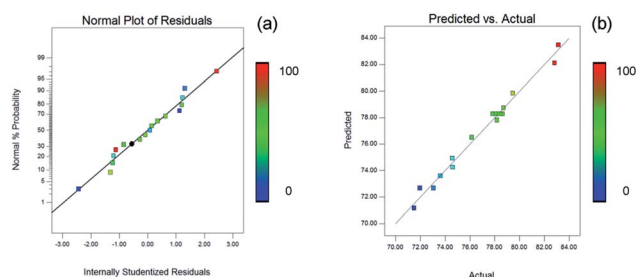 Normal Plot of Residuals
(a)
Normal % Probability
99
95
90
80
70
50
30
20
10
5
1
-3.00 -2.00 -1.00 0.00 1.00 2.00 3.00
Internally Studentized Residuals
100
0
Predicted vs. Actual
(b)
Predicted
84.00
82.00
80.00
78.00
76.00
74.00
72.00
70.00
70.00 72.00 74.00 76.00 78.00 80.00 82.00 84.00
Actual
100
0